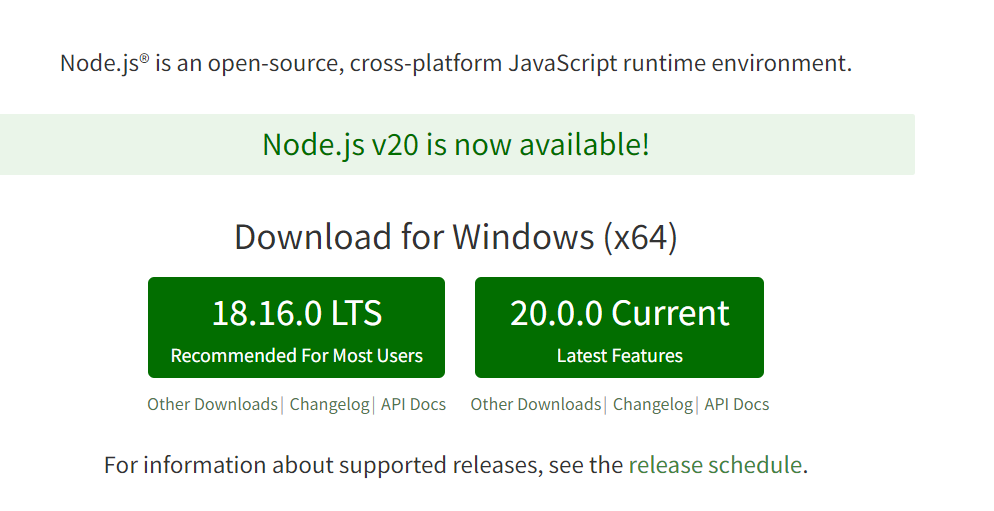 Node.js® is an open-source, cross-platform JavaScript runtime environment.
Node.js v20 is now available!
Download for Windows (x64)
18.16.0 LTS
Recommended For Most Users
20.0.0 Current
Latest Features
Other Downloads| Changelog| API Docs
Other Downloads| Changelog| API Docs
For information about supported releases, see the release schedule.